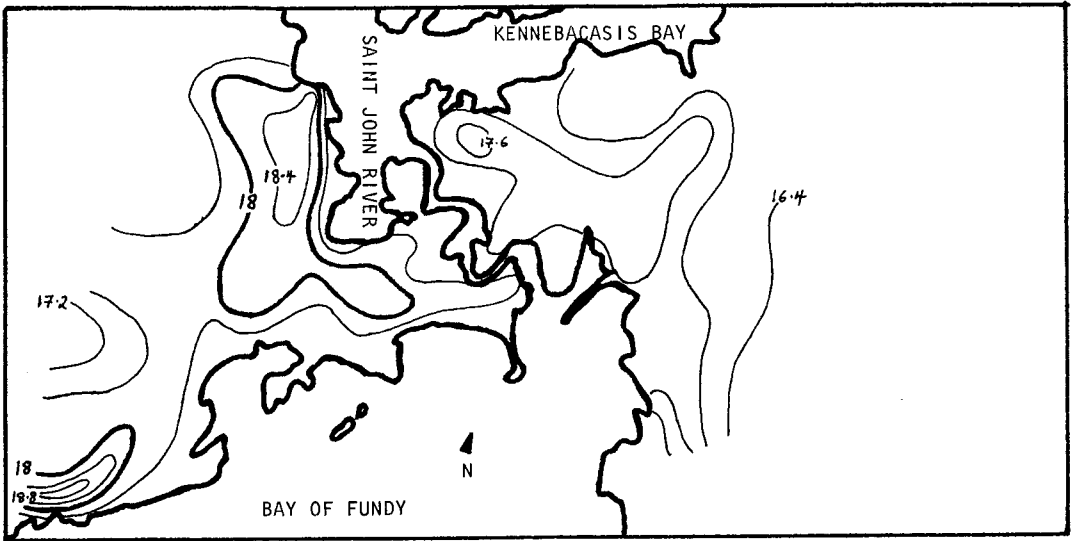 KENNEBACASIS BAY
SAINT JOHN RIVER
17·6
18·4
18
16·4
17·2
18
18·8
N
BAY OF FUNDY